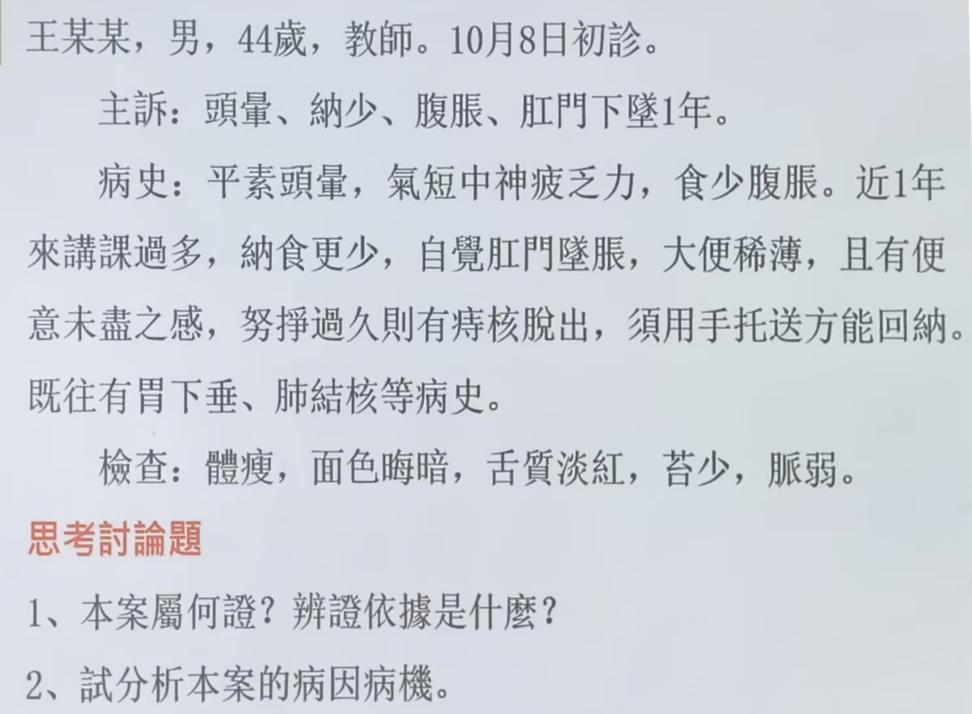 王某某，男，44歲，教師。10月8日初診。
主訴：頭暈、納少、腹脹、肛門下墜1年。
病史：平素頭暈，氣短中神疲乏力，食少腹脹。近1年
來講課過多，納食更少，自覺肛門墜脹，大便稀薄，且有便
意未盡之感，努掙過久則有痔核脫出，須用手托送方能回納。
既往有胃下垂、肺結核等病史。
檢查：體瘦，面色晦暗，舌質淡紅，苔少，脈弱。
思考討論題
1、本案屬何證？辨證依據是什麼？
2、試分析本案的病因病機。